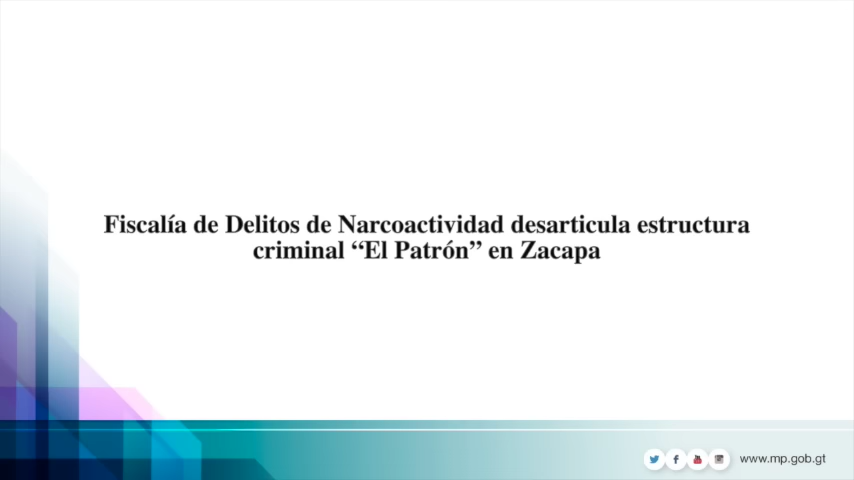 Fiscalía de Delitos de Narcoactividad desarticula estructura
criminal “El Patrón” en Zacapa
www.mp.gob.gt